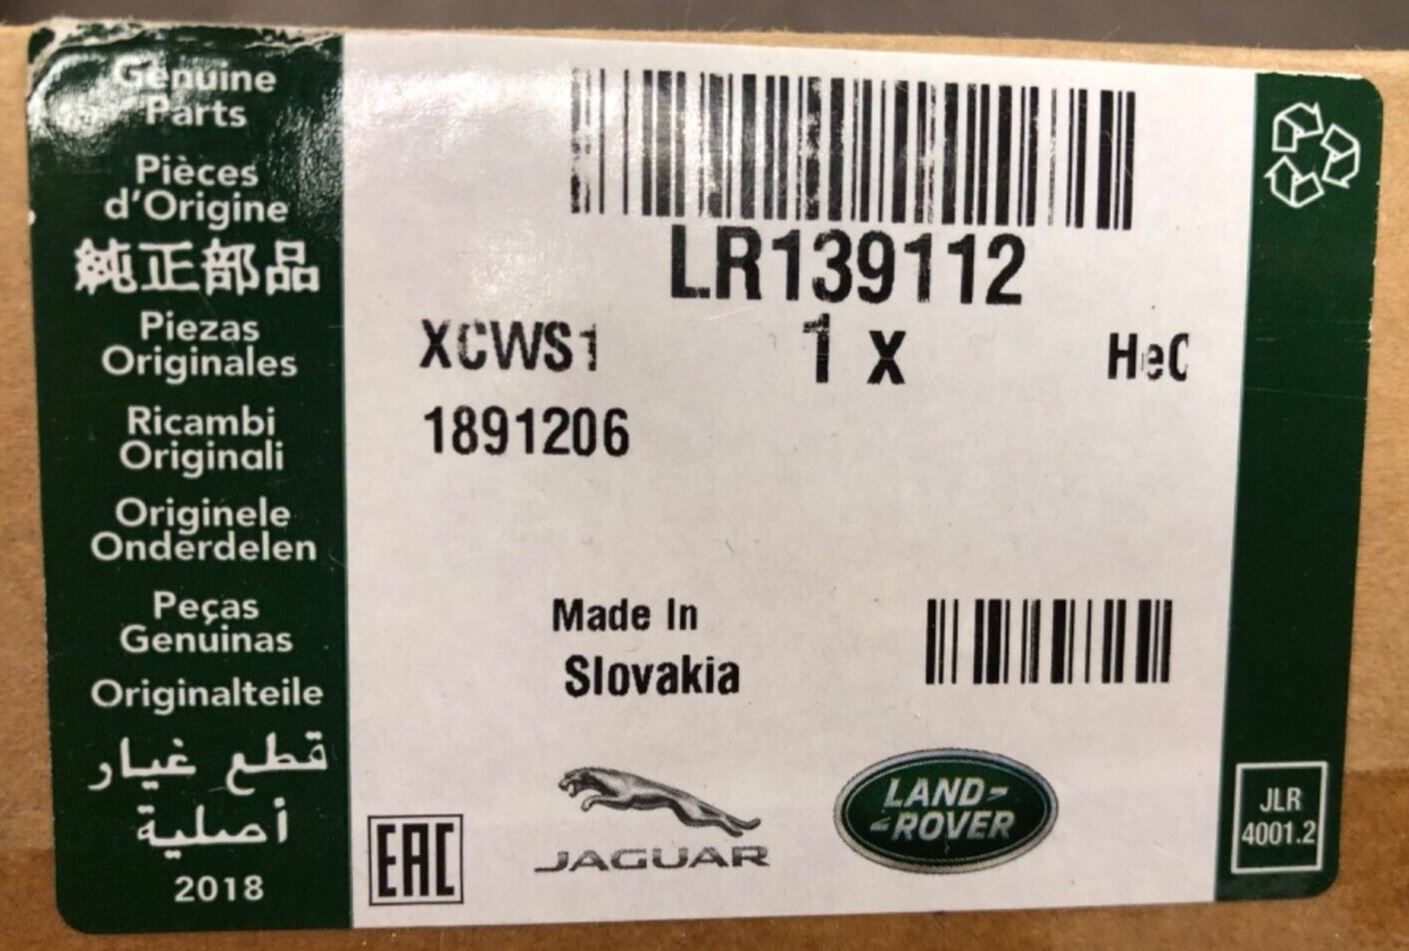 Genuine
Parts
Pièces
d'Origine
純正部品
Piezas
Originales
Ricambi
Originali
Originele
Onderdelen
Peças
Genuinas
Originalteile
قطع غيار
أصلية
2018
LR139112
XCWS1 1 x HeC
1891206
Made In
Slovakia
EAC
JAGUAR
LAND-
-ROVER
JLR
4001.2